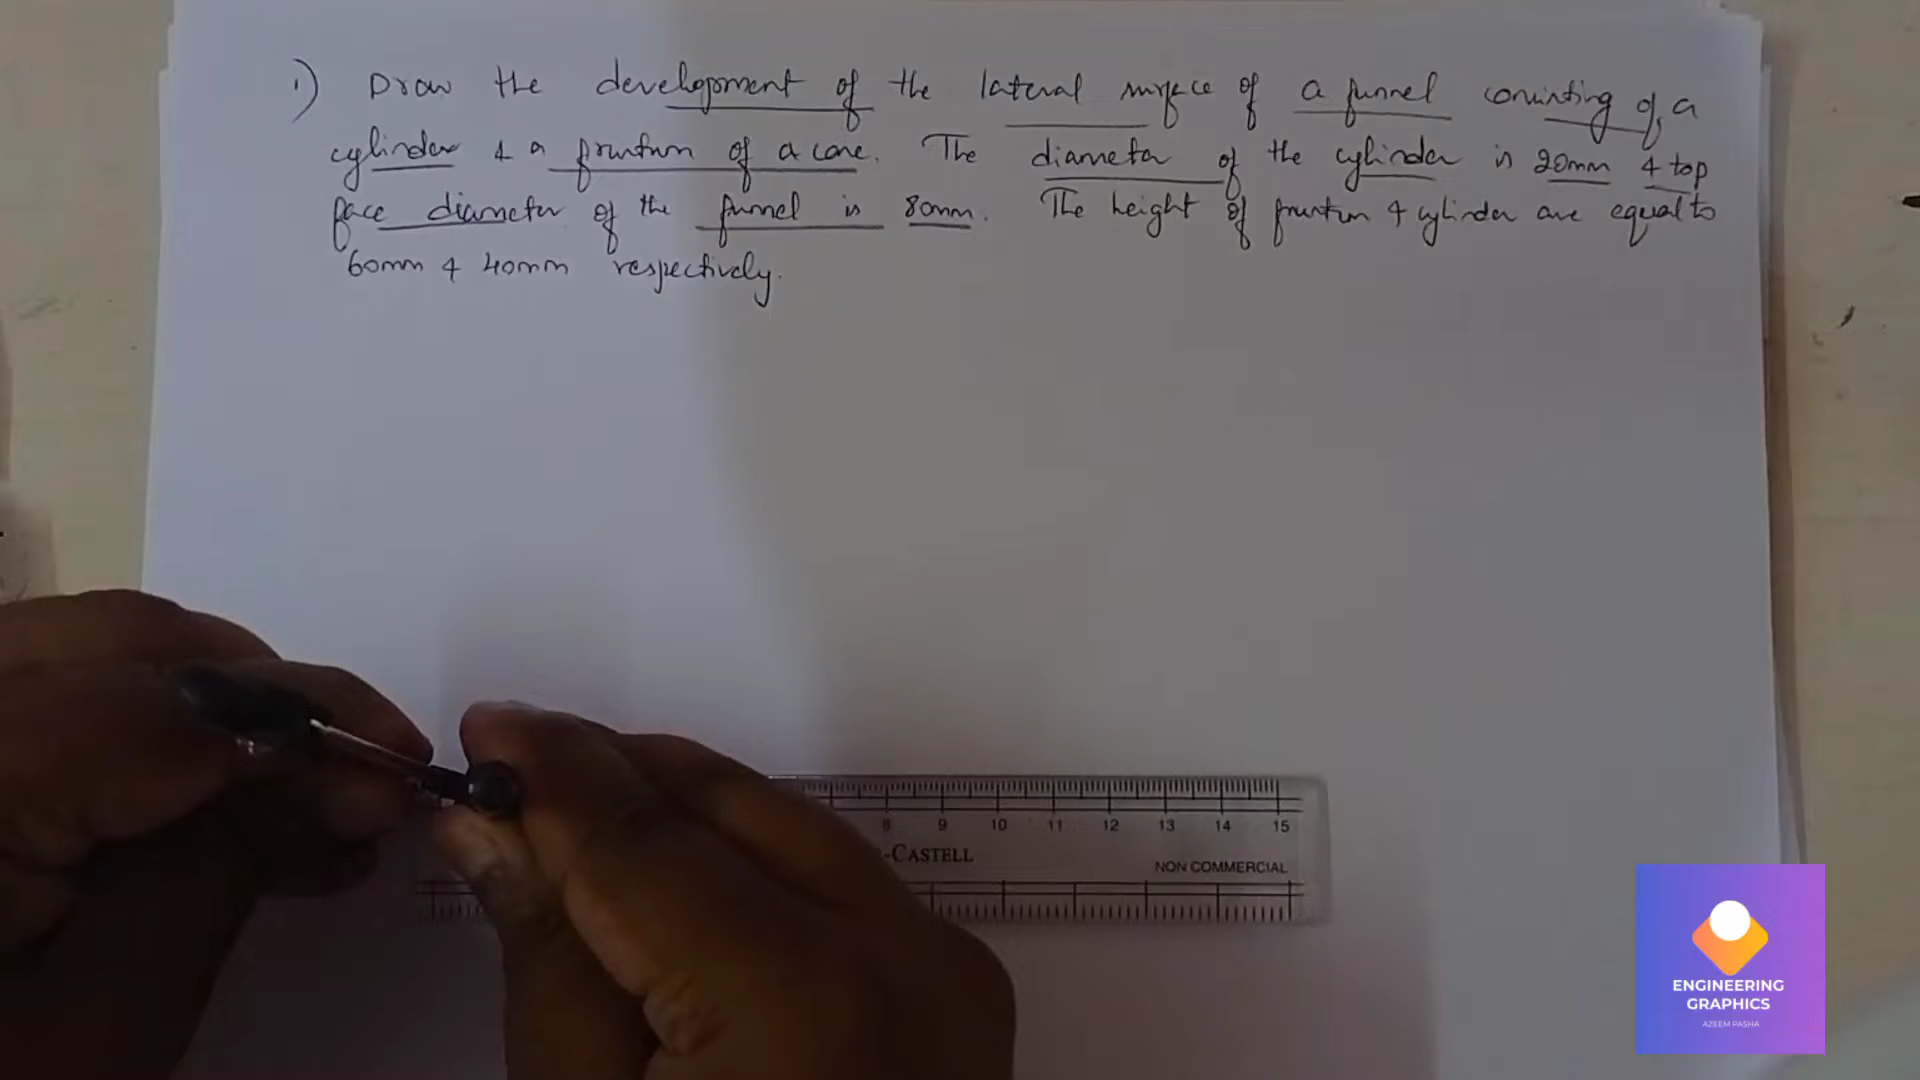 1) Draw the development of the lateral surface of a funnel consisting of a
cylinder & a frustum of a cone. The diameter of the cylinder is 20mm & top
face diameter of the funnel is 80mm. The height of frustum & cylinder are equal to
60mm & 40mm respectively.
8 9 10 11 12 13 14 15
-CASTELL
NON COMMERCIAL
ENGINEERING
GRAPHICS
AZEEM PASHA